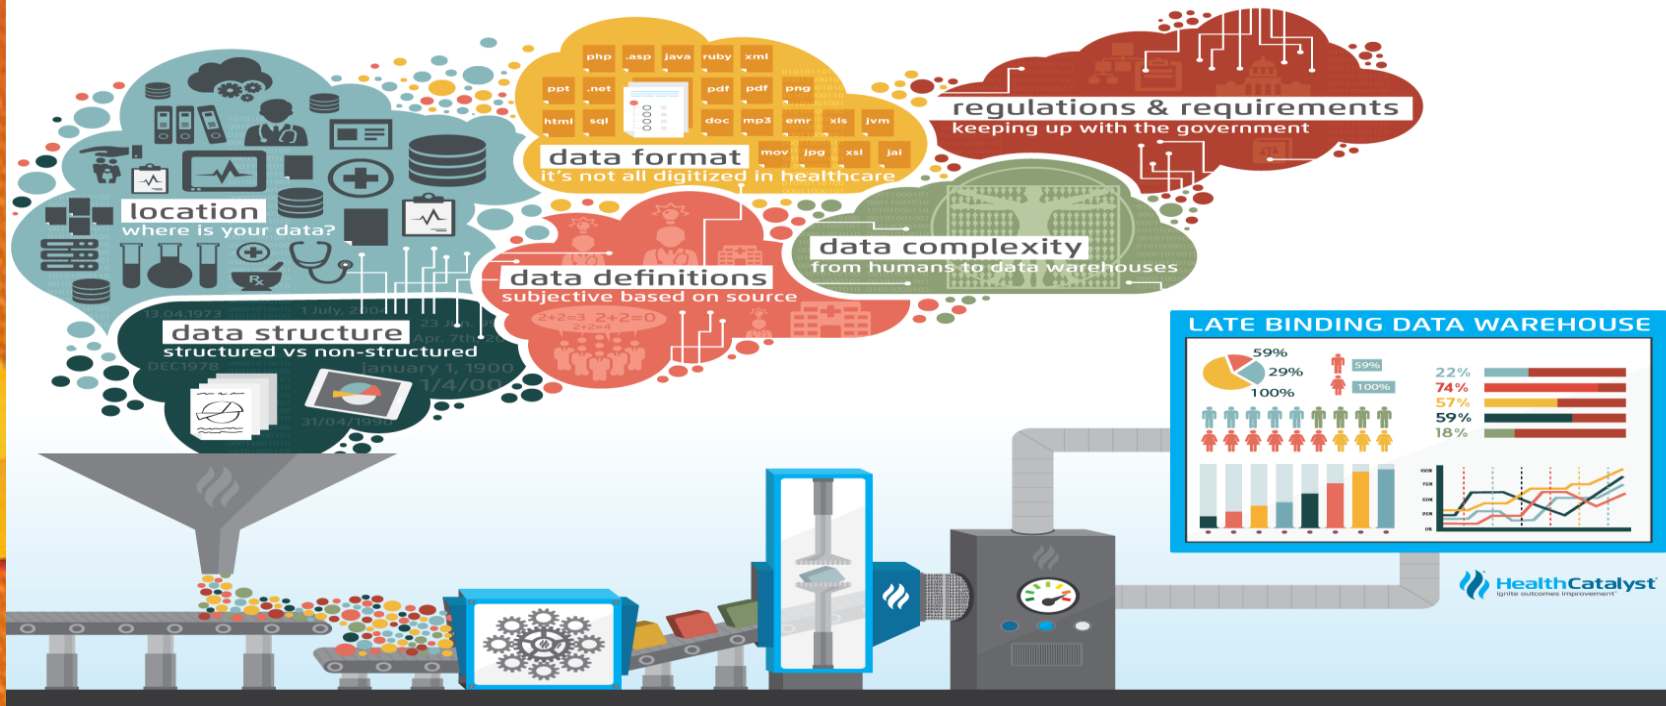 location
where is your data?
php .asp java ruby xml
ppt .net pdf pdf png
html sql doc mp3 emr xls jvm
mov jpg xsl jai
data format
it's not all digitized in healthcare
regulations & requirements
keeping up with the government
data complexity
from humans to data warehouses
data definitions
subjective based on source
2+2=3 2+2=0
2+2=4
Rx
13.04.1973
data structure
structured vs non-structured
DEC1978
january 1, 1900
1/4/00
31/04/1990
LATE BINDING DATA WAREHOUSE
59%
29%
100%
59%
100%
22%
74%
57%
59%
18%
HealthCatalyst
ignite outcomes improvement